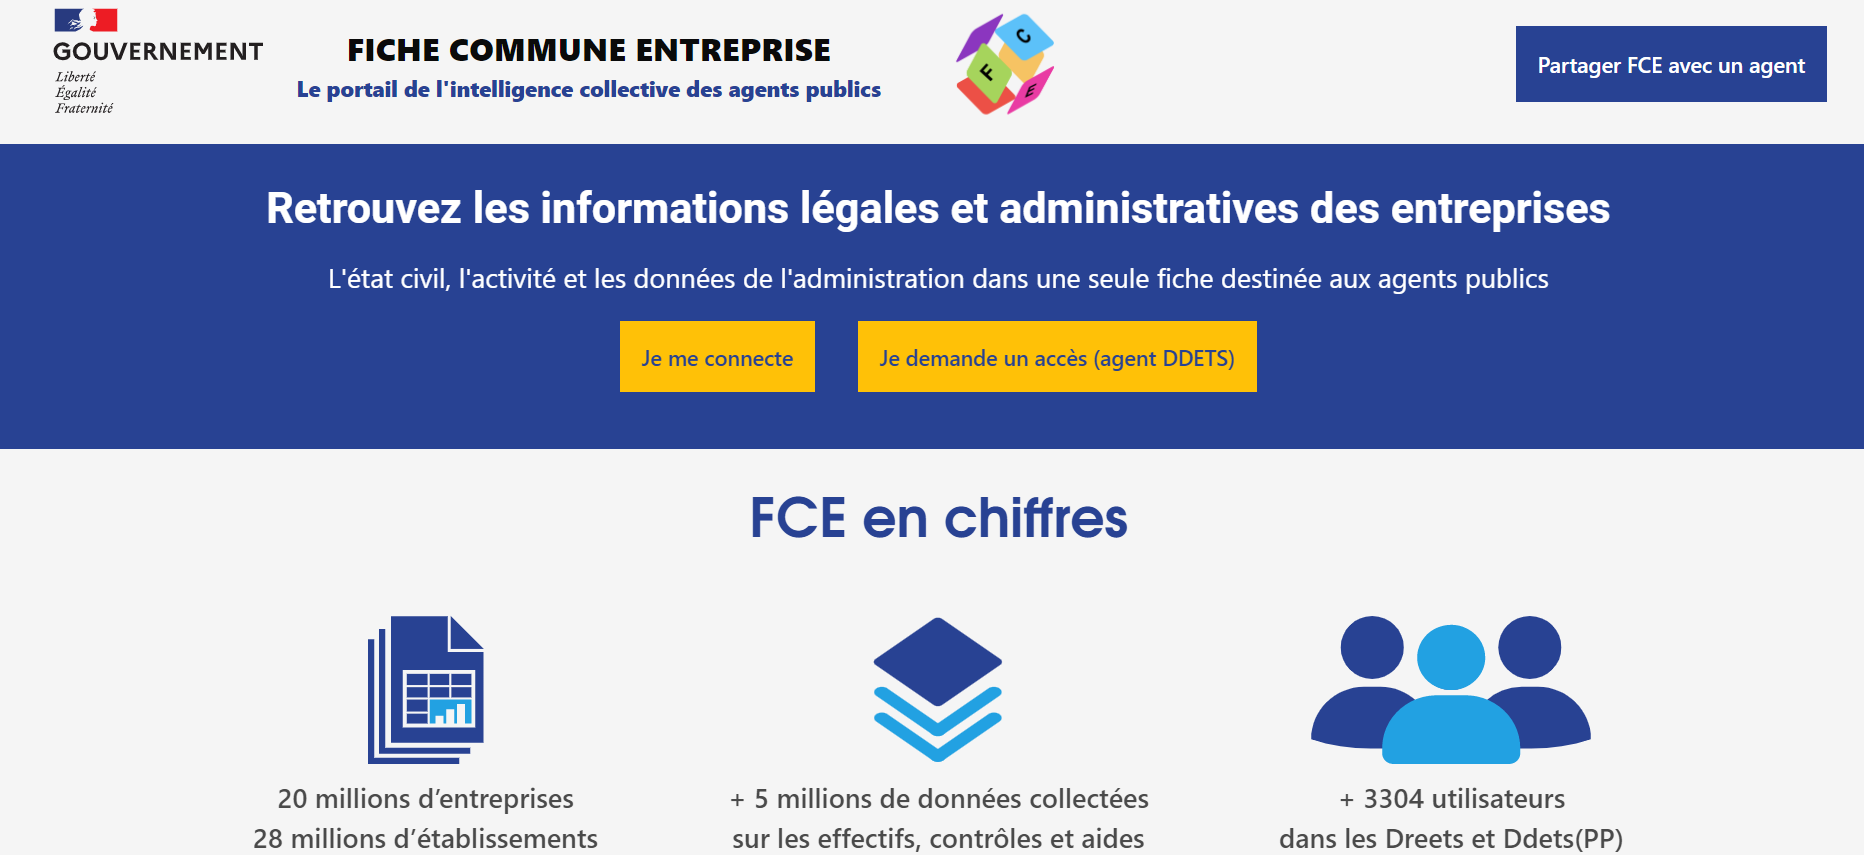 GOUVERNEMENT
Liberté
Égalité
Fraternité
FICHE COMMUNE ENTREPRISE
Le portail de l'intelligence collective des agents publics
F C E
Partager FCE avec un agent
Retrouvez les informations légales et administratives des entreprises
L'état civil, l'activité et les données de l'administration dans une seule fiche destinée aux agents publics
Je me connecte
Je demande un accès (agent DDETS)
FCE en chiffres
20 millions d’entreprises
28 millions d’établissements
+ 5 millions de données collectées
sur les effectifs, contrôles et aides
+ 3304 utilisateurs
dans les Dreets et Ddets(PP)